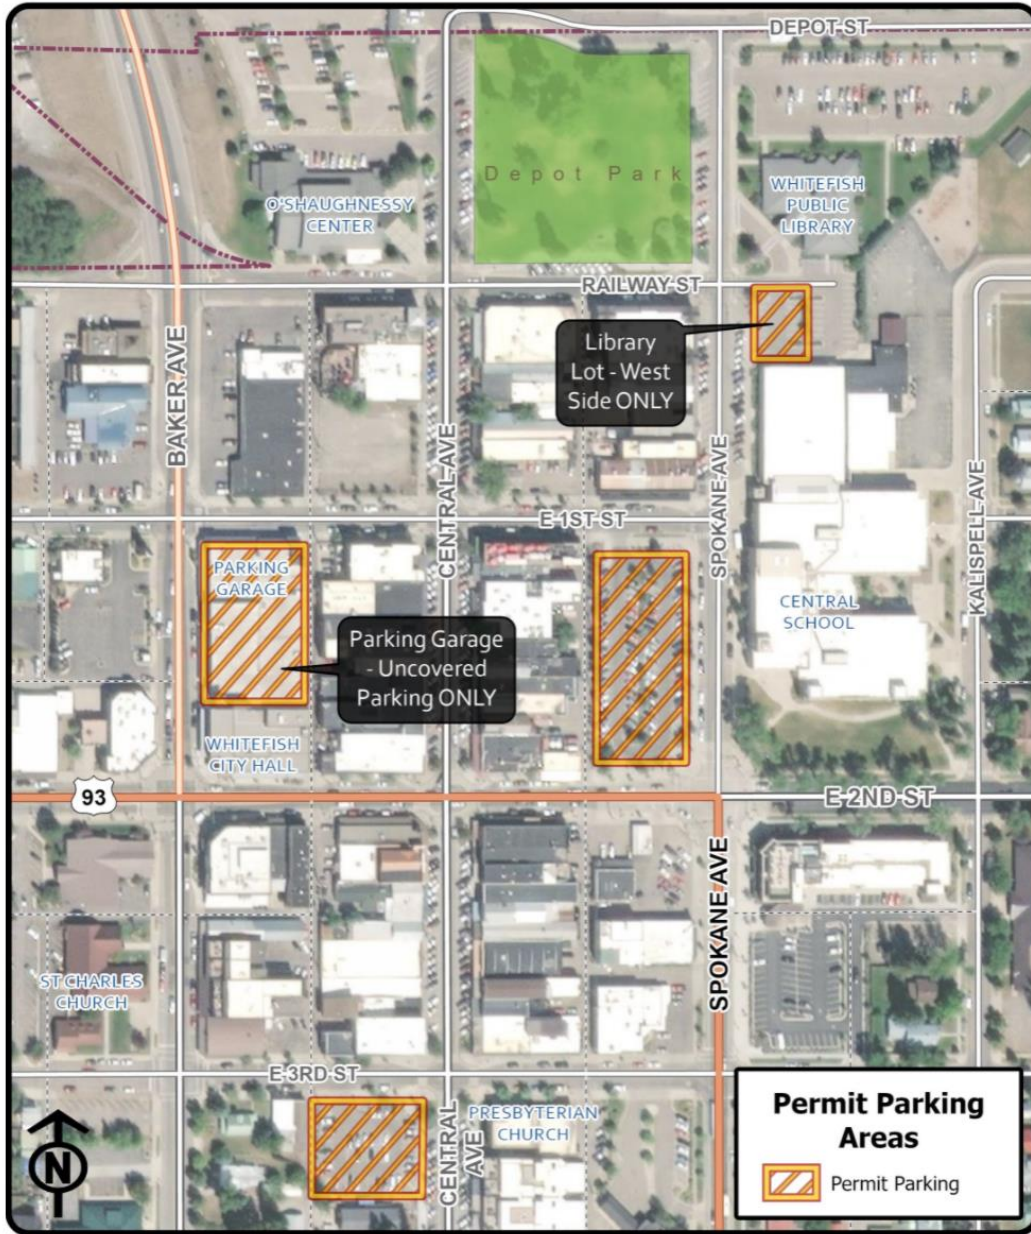 DEPOT ST
Depot Park
O'SHAUGHNESSY
CENTER
WHITEFISH
PUBLIC
LIBRARY
RAILWAY ST
Library
Lot - West
Side ONLY
BAKER AVE
CENTRAL AVE
SPOKANE AVE
KALISPELL AVE
E 1ST ST
PARKING
GARAGE
CENTRAL
SCHOOL
Parking Garage
- Uncovered
Parking ONLY
WHITEFISH
CITY HALL
93
E 2ND ST
SPOKANE AVE
ST CHARLES
CHURCH
E 3RD ST
CENTRAL
AVE
PRESBYTERIAN
CHURCH
N
Permit Parking
Areas
Permit Parking